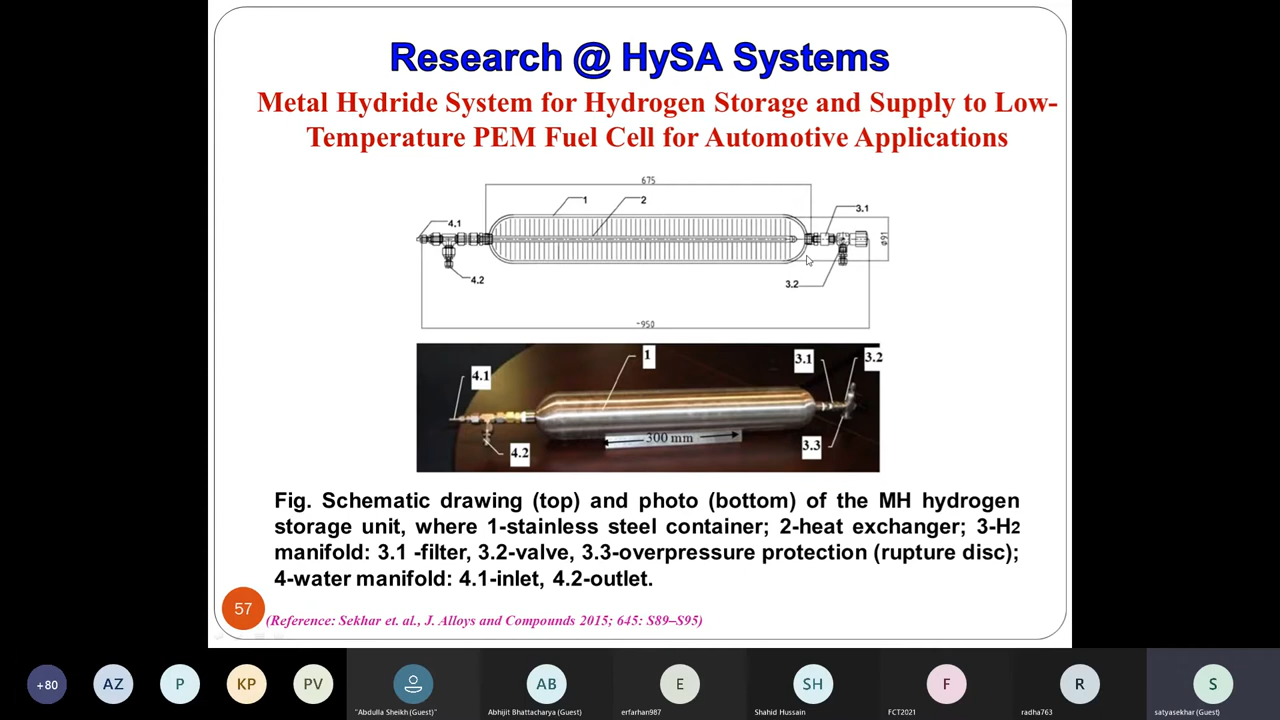 Research @ HySA Systems
Metal Hydride System for Hydrogen Storage and Supply to Low-
Temperature PEM Fuel Cell for Automotive Applications
675
1
2
3.1
4.1
ø91
4.2
3.2
~950
1
3.1
3.2
4.1
300 mm
3.3
4.2
Fig. Schematic drawing (top) and photo (bottom) of the MH hydrogen
storage unit, where 1-stainless steel container; 2-heat exchanger; 3-H2
manifold: 3.1 -filter, 3.2-valve, 3.3-overpressure protection (rupture disc);
4-water manifold: 4.1-inlet, 4.2-outlet.
57
(Reference: Sekhar et. al., J. Alloys and Compounds 2015; 645: S89–S95)
+80
AZ
P
KP
PV
AB
E
SH
F
R
S
"Abdulla Sheikh (Guest)"
Abhijit Bhattacharya (Guest)
erfarhan987
Shahid Hussain
FCT2021
radha763
satyasekhar (Guest)